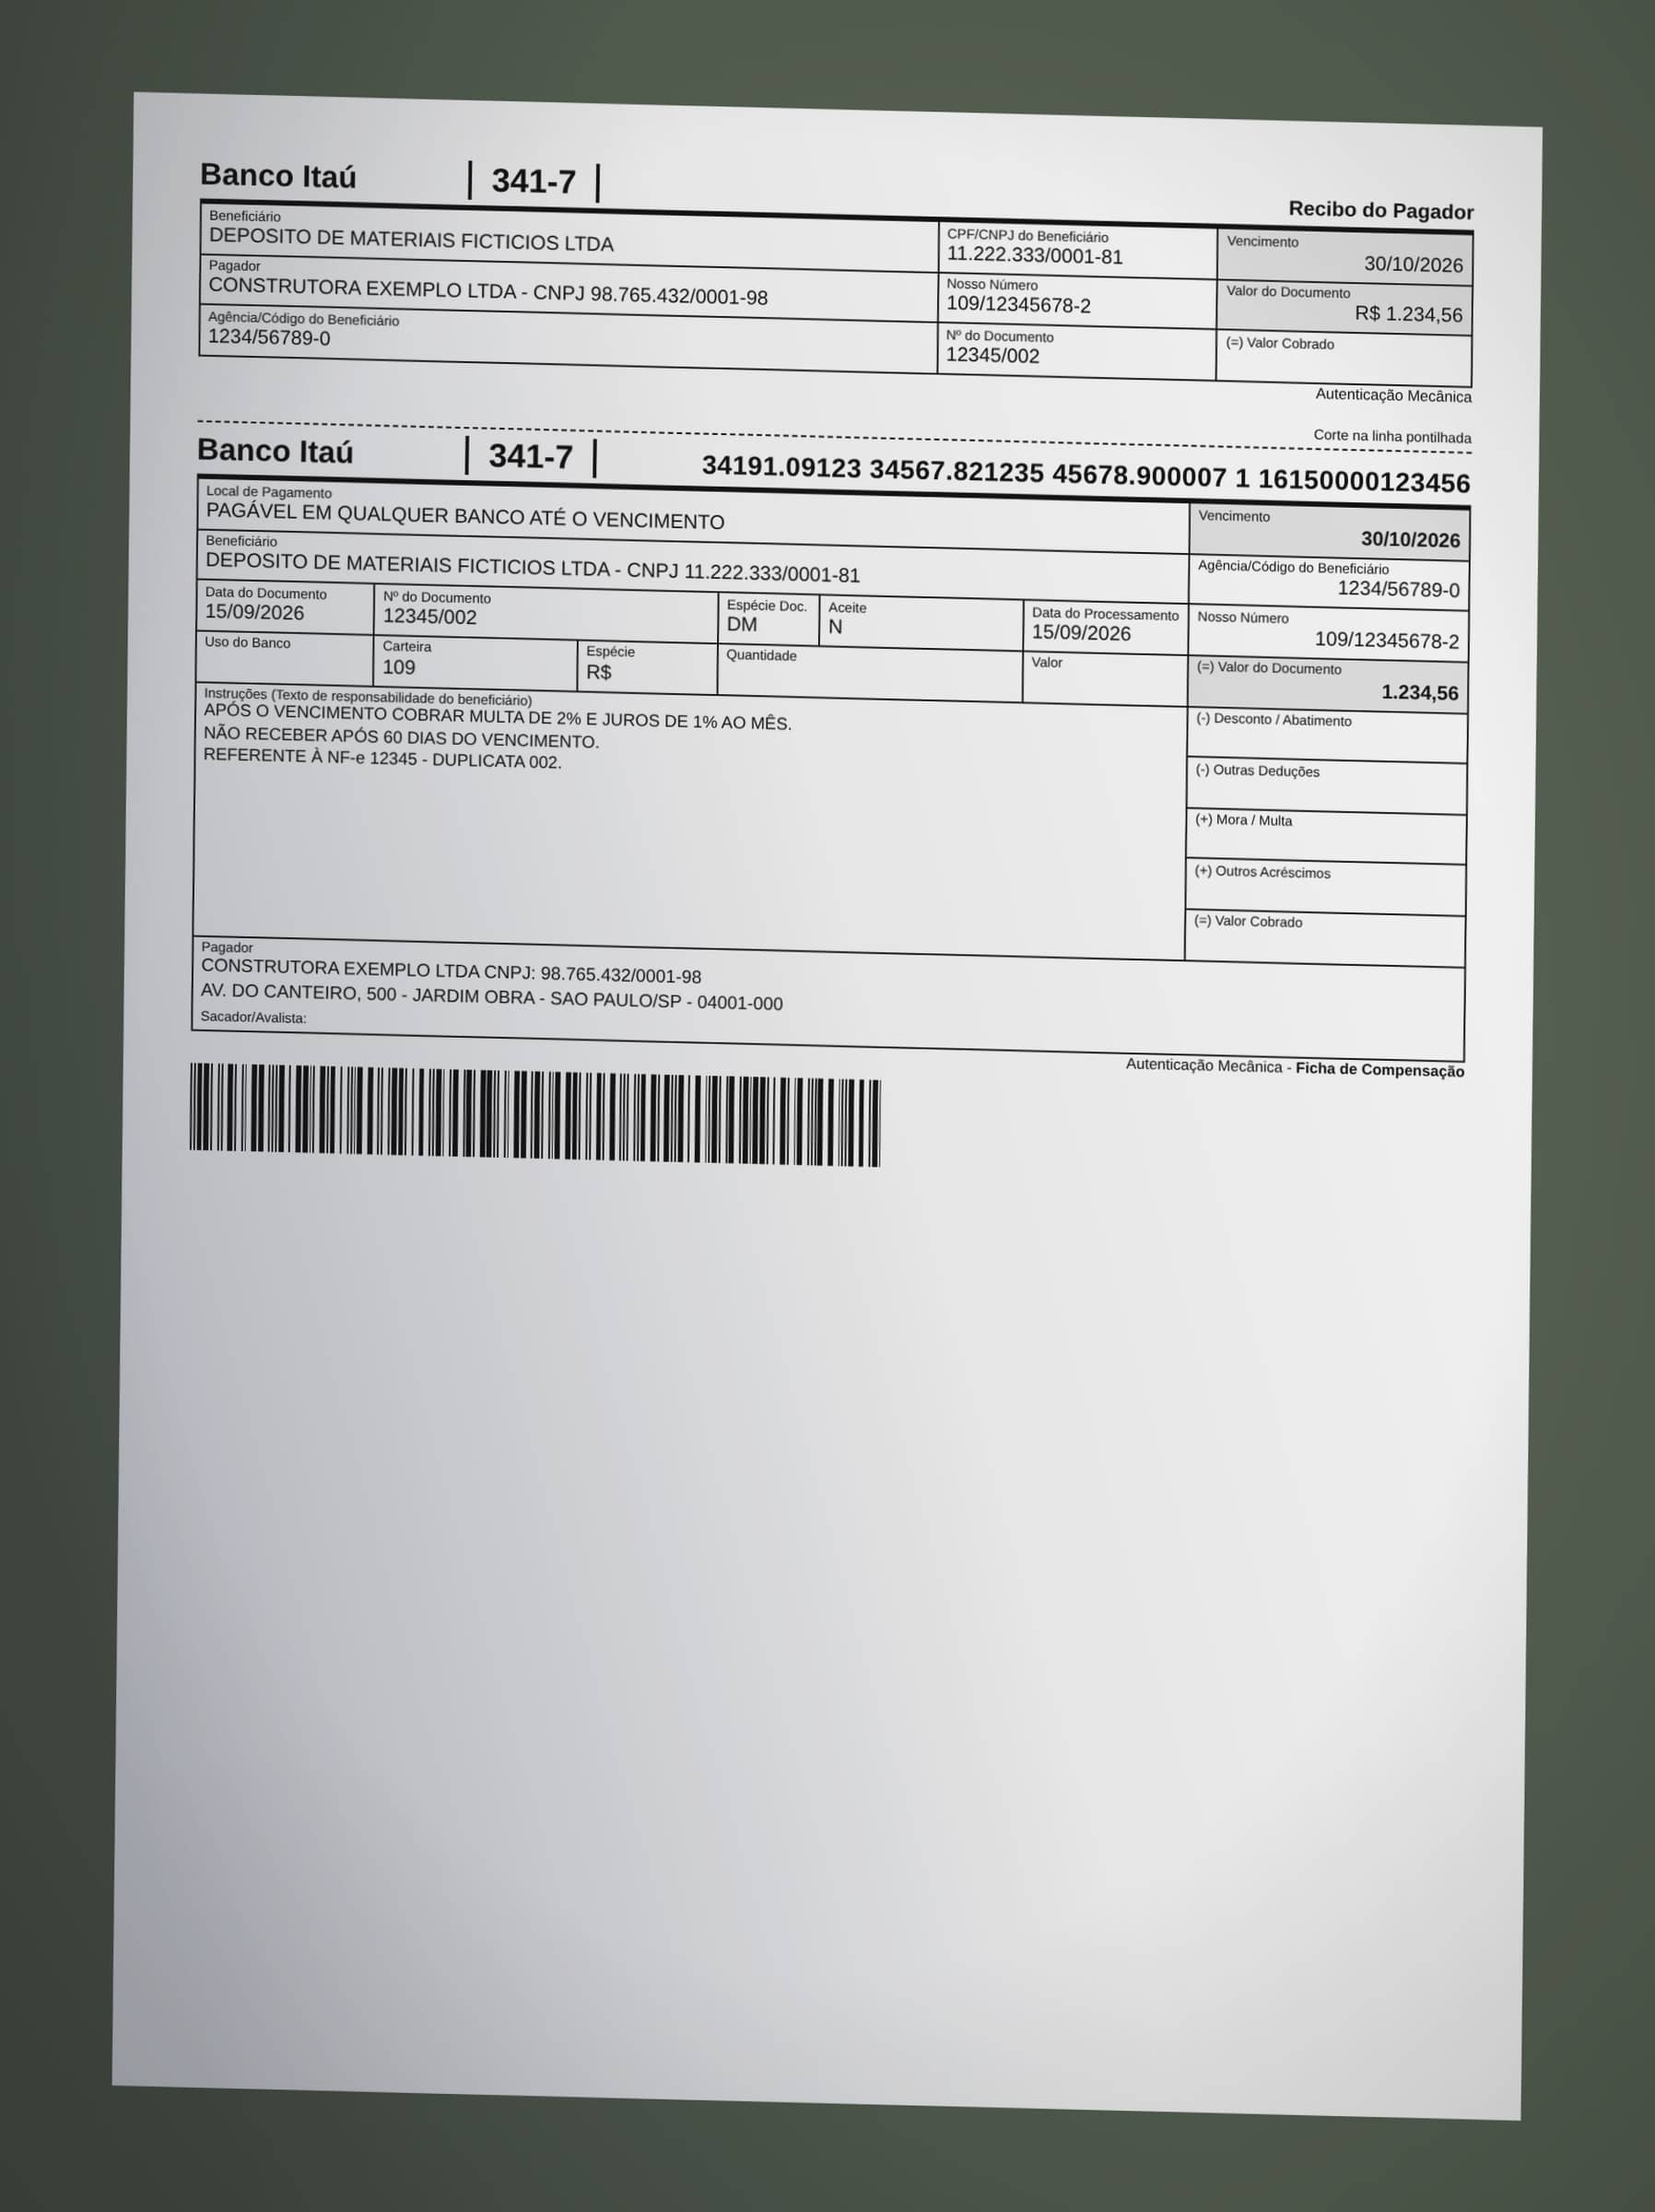 Banco Itaú 341-7 Recibo do Pagador
Beneficiário CPF/CNPJ do Beneficiário Vencimento
DEPOSITO DE MATERIAIS FICTICIOS LTDA 11.222.333/0001-81 30/10/2026
Pagador Nosso Número Valor do Documento
CONSTRUTORA EXEMPLO LTDA - CNPJ 98.765.432/0001-98 109/12345678-2 R$ 1.234,56
Agência/Código do Beneficiário Nº do Documento (=) Valor Cobrado
1234/56789-0 12345/002
Autenticação Mecânica
Corte na linha pontilhada
Banco Itaú 341-7 34191.09123 34567.821235 45678.900007 1 16150000123456
Local de Pagamento Vencimento
PAGÁVEL EM QUALQUER BANCO ATÉ O VENCIMENTO 30/10/2026
Beneficiário Agência/Código do Beneficiário
DEPOSITO DE MATERIAIS FICTICIOS LTDA - CNPJ 11.222.333/0001-81 1234/56789-0
Data do Documento Nº do Documento Espécie Doc. Aceite Data do Processamento Nosso Número
15/09/2026 12345/002 DM N 15/09/2026 109/12345678-2
Uso do Banco Carteira Espécie Quantidade Valor (=) Valor do Documento
109 R$ 1.234,56
Instruções (Texto de responsabilidade do beneficiário)
APÓS O VENCIMENTO COBRAR MULTA DE 2% E JUROS DE 1% AO MÊS.
NÃO RECEBER APÓS 60 DIAS DO VENCIMENTO.
REFERENTE À NF-e 12345 - DUPLICATA 002.
(-) Desconto / Abatimento
(-) Outras Deduções
(+) Mora / Multa
(+) Outros Acréscimos
(=) Valor Cobrado
Pagador
CONSTRUTORA EXEMPLO LTDA CNPJ: 98.765.432/0001-98
AV. DO CANTEIRO, 500 - JARDIM OBRA - SAO PAULO/SP - 04001-000
Sacador/Avalista:
Autenticação Mecânica - Ficha de Compensação